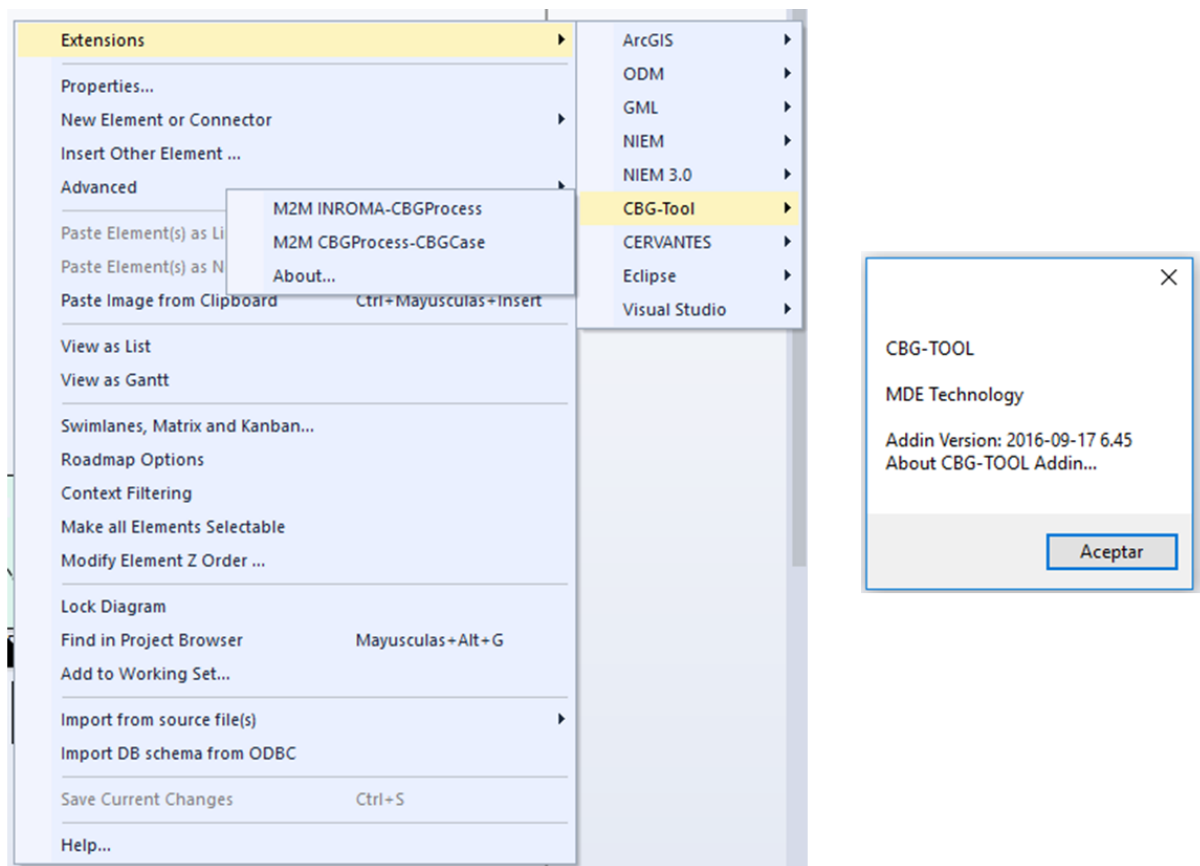 Extensions
Properties...
New Element or Connector
Insert Other Element ...
Advanced
Paste Element(s) as Li
Paste Element(s) as N
Paste Image from Clipboard Ctrl+Mayusculas+Insert
View as List
View as Gantt
Swimlanes, Matrix and Kanban...
Roadmap Options
Context Filtering
Make all Elements Selectable
Modify Element Z Order ...
Lock Diagram
Find in Project Browser Mayusculas+Alt+G
Add to Working Set...
Import from source file(s)
Import DB schema from ODBC
Save Current Changes Ctrl+S
Help...
M2M INROMA-CBGProcess
M2M CBGProcess-CBGCase
About...
ArcGIS
ODM
GML
NIEM
NIEM 3.0
CBG-Tool
CERVANTES
Eclipse
Visual Studio
CBG-TOOL
MDE Technology
Addin Version: 2016-09-17 6.45
About CBG-TOOL Addin...
Aceptar